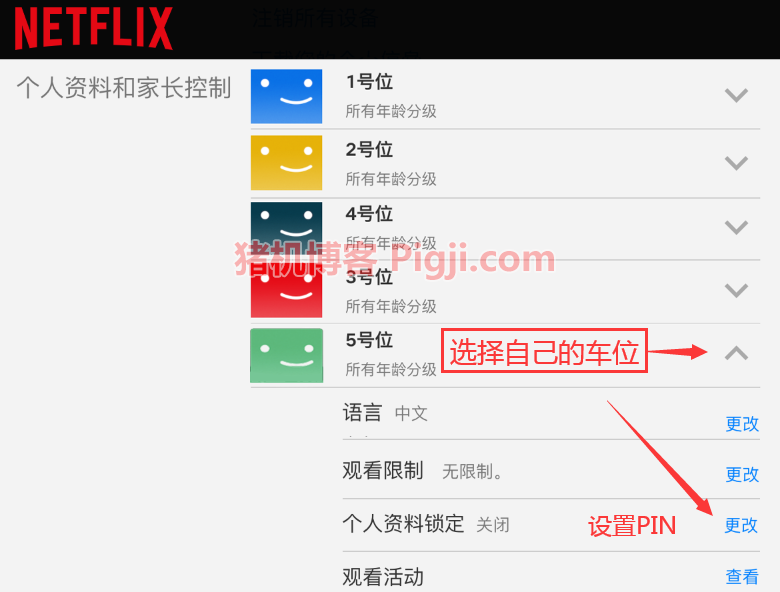 NETFLIX
注销所有设备
个人资料和家长控制
1号位
所有年龄分级
2号位
所有年龄分级
4号位
所有年龄分级
猪机博客 Pigji.com
3号位
所有年龄分级
5号位
所有年龄分级
选择自己的车位
语言 中文
更改
观看限制 无限制。
更改
个人资料锁定 关闭
设置PIN
更改
观看活动
查看